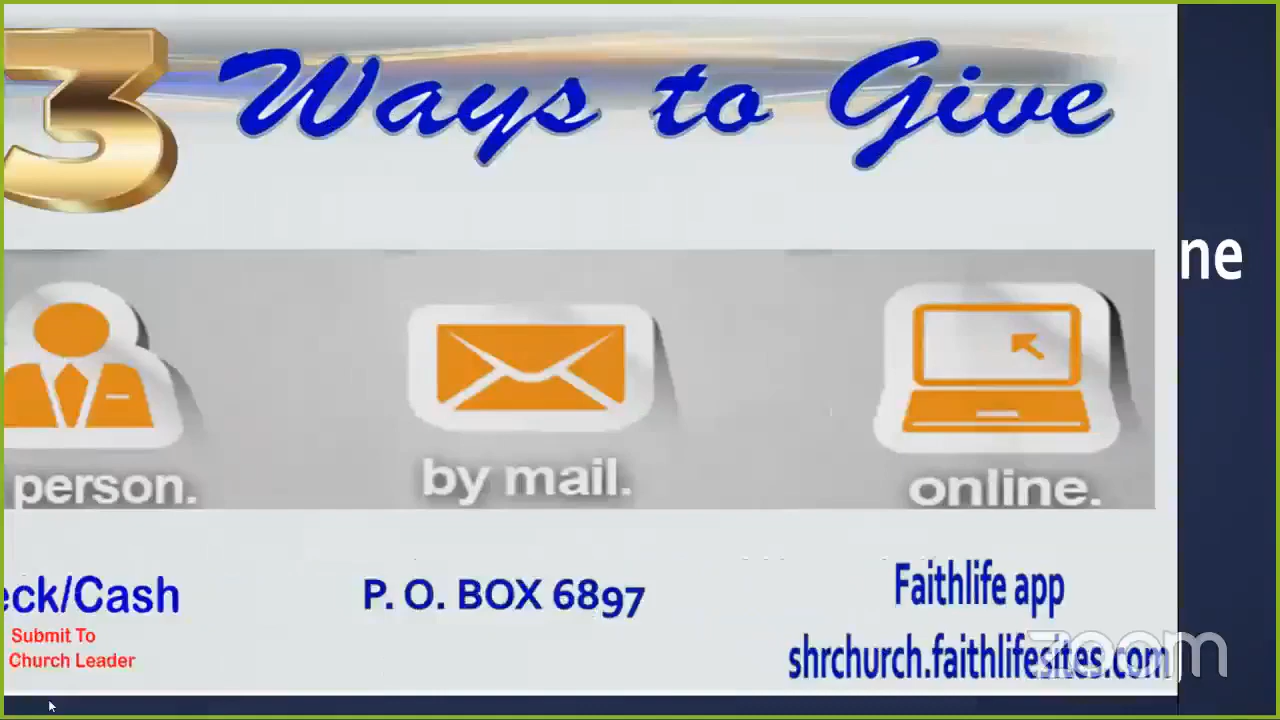 3 Ways to Give
ne
person.
by mail.
online.
eck/Cash
P. O. BOX 6897
Faithlife app
Submit To
Church Leader
shrchurch.faithlifesites.com
zoom